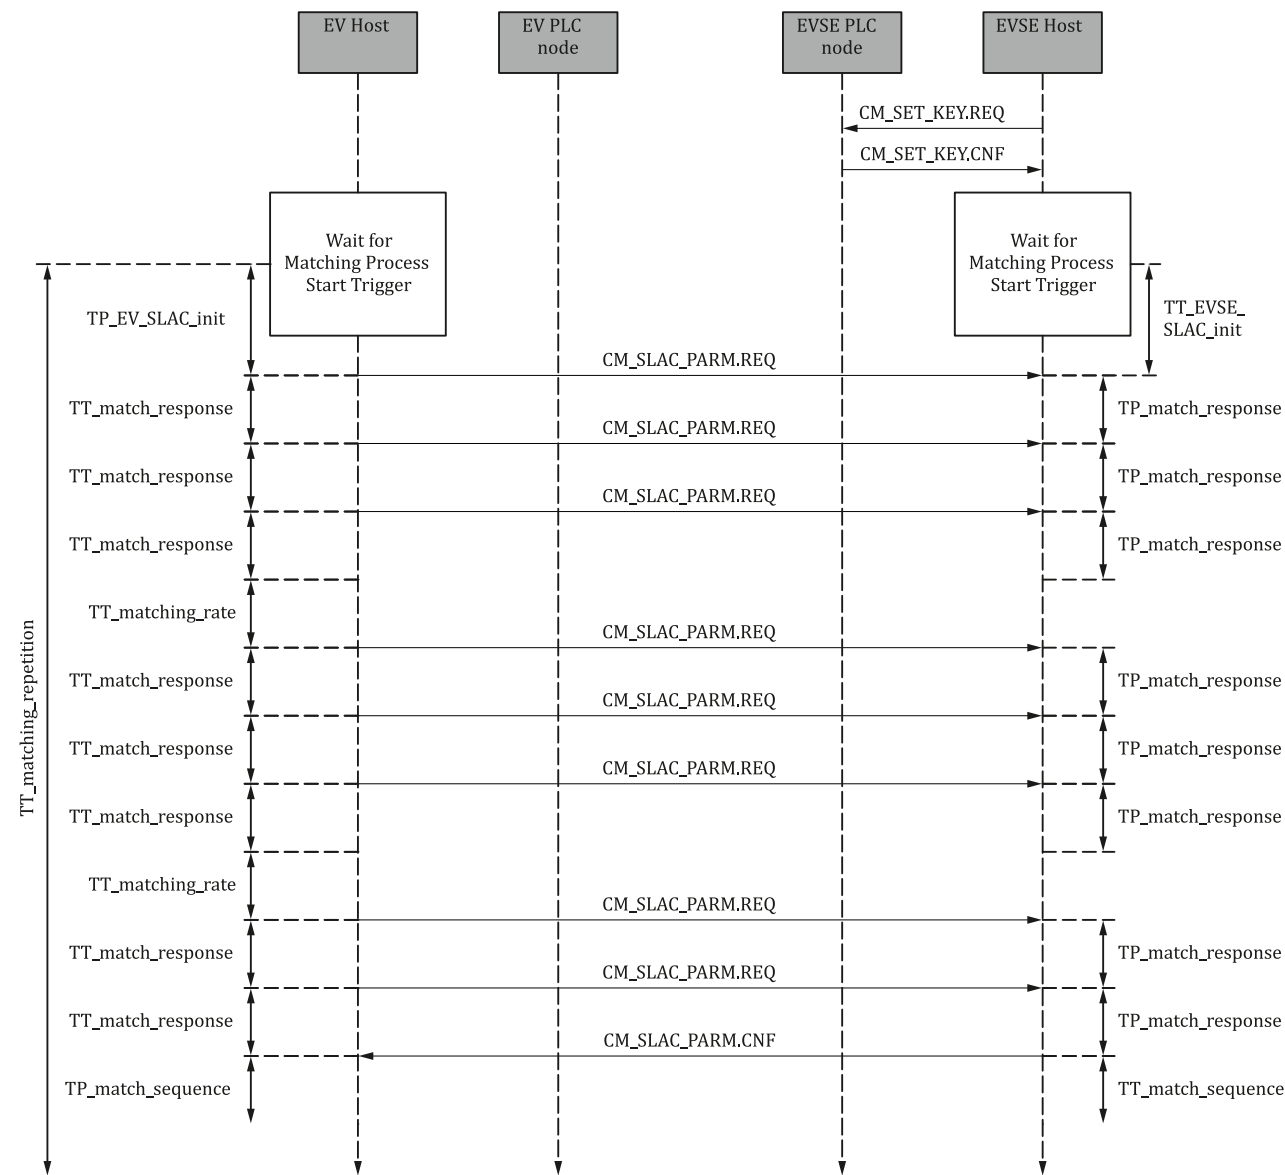 EV Host
EV PLC
node
EVSE PLC
node
EVSE Host
CM_SET_KEY.REQ
CM_SET_KEY.CNF
Wait for
Matching Process
Start Trigger
Wait for
Matching Process
Start Trigger
TP_EV_SLAC_init
TT_EVSE_
SLAC_init
CM_SLAC_PARM.REQ
TT_match_response
TP_match_response
CM_SLAC_PARM.REQ
TT_match_response
TP_match_response
CM_SLAC_PARM.REQ
TT_match_response
TP_match_response
TT_matching_rate
TT_matching_repetition
CM_SLAC_PARM.REQ
TT_match_response
TP_match_response
CM_SLAC_PARM.REQ
TT_match_response
TP_match_response
CM_SLAC_PARM.REQ
TT_match_response
TP_match_response
TT_matching_rate
CM_SLAC_PARM.REQ
TT_match_response
TP_match_response
CM_SLAC_PARM.REQ
TT_match_response
TP_match_response
CM_SLAC_PARM.CNF
TP_match_sequence
TT_match_sequence